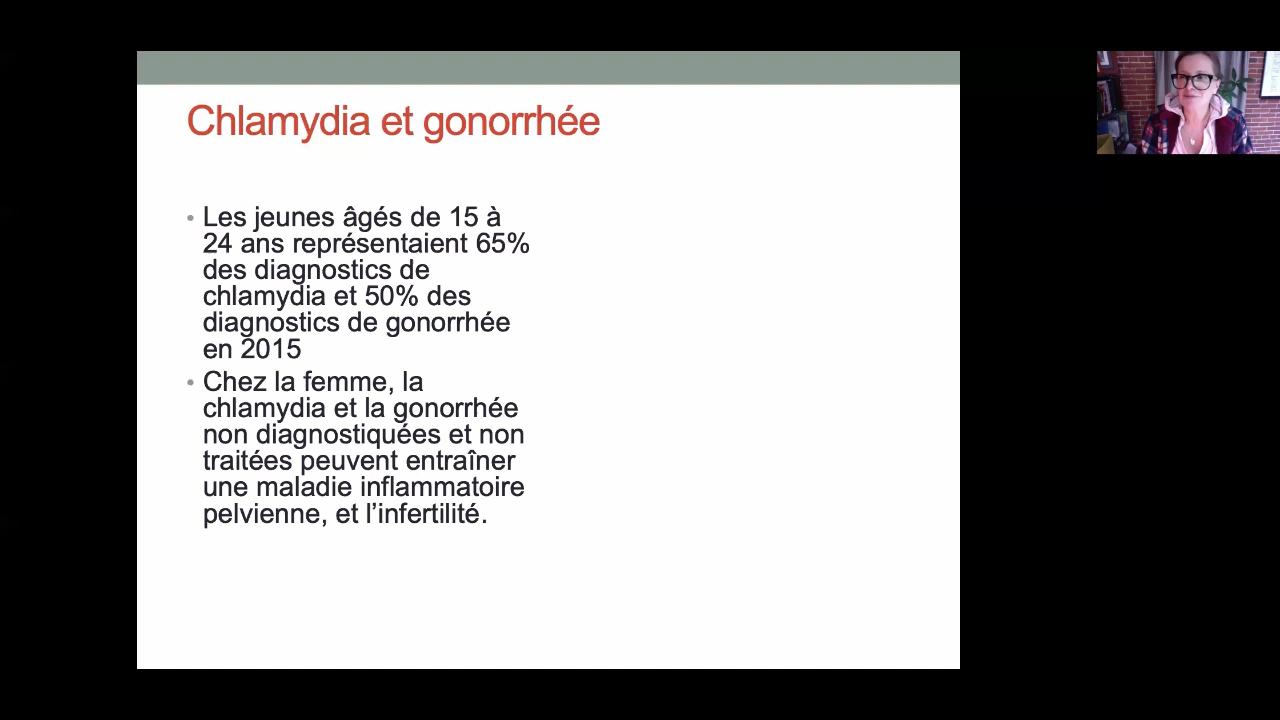 Chlamydia et gonorrhée
• Les jeunes âgés de 15 à
24 ans représentaient 65%
des diagnostics de
chlamydia et 50% des
diagnostics de gonorrhée
en 2015
• Chez la femme, la
chlamydia et la gonorrhée
non diagnostiquées et non
traitées peuvent entraîner
une maladie inflammatoire
pelvienne, et l’infertilité.